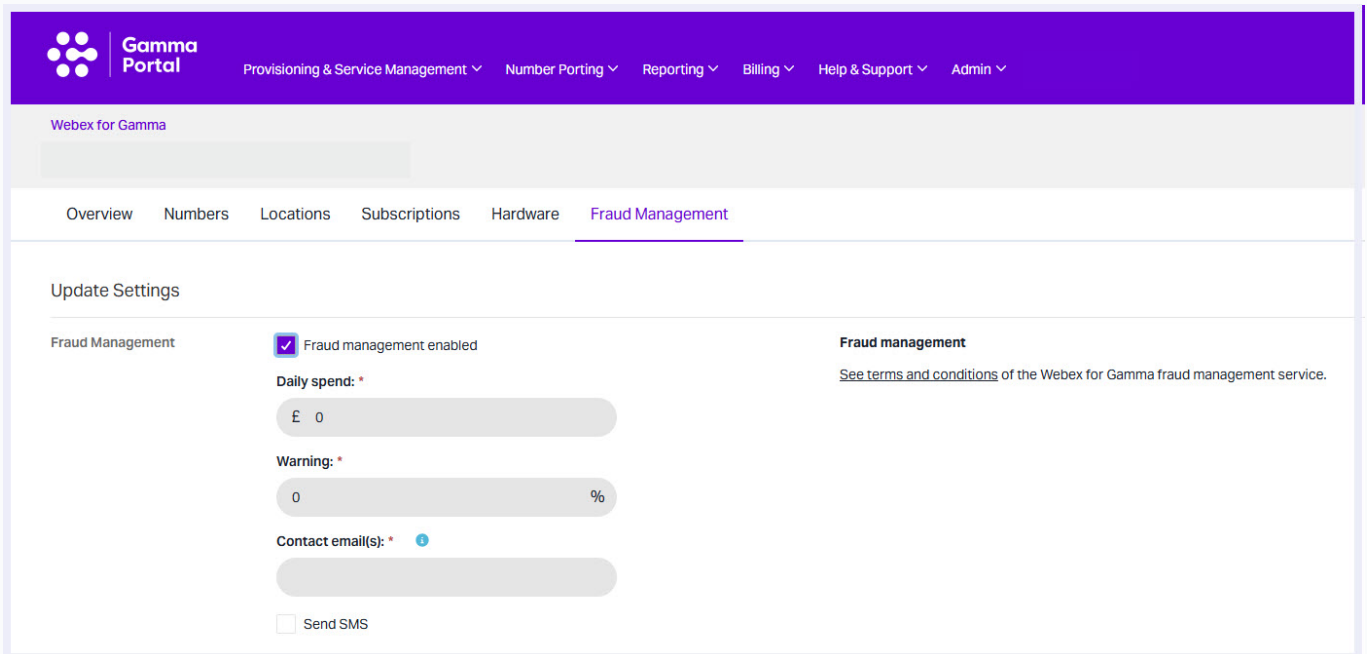 Gamma
Portal
Provisioning & Service Management Number Porting Reporting Billing Help & Support Admin
Webex for Gamma
Overview Numbers Locations Subscriptions Hardware Fraud Management
Update Settings
Fraud Management
Fraud management enabled
Daily spend: *
£ 0
Warning: *
0 %
Contact email(s): * i
Send SMS
Fraud management
See terms and conditions of the Webex for Gamma fraud management service.